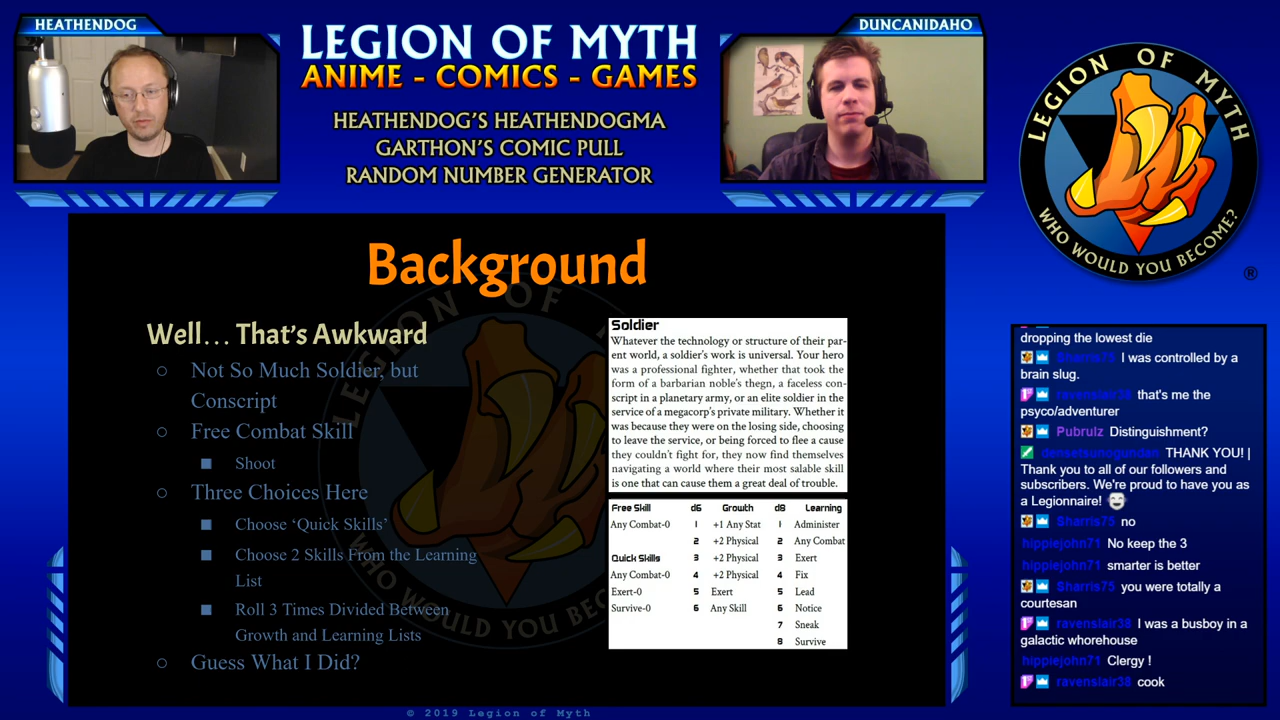 HEATHENDOG
LEGION OF MYTH
ANIME - COMICS - GAMES
HEATHENDOG'S HEATHENDOGMA
GARTHON'S COMIC PULL
RANDOM NUMBER GENERATOR
DUNCANIDAHO
LEGION OF MYTH
WHO WOULD YOU BECOME?
®
Background
Well… That's Awkward
Not So Much Soldier, but
Conscript
Free Combat Skill
Shoot
Three Choices Here
Choose 'Quick Skills'
Choose 2 Skills From the Learning
List
Roll 3 Times Divided Between
Growth and Learning Lists
Guess What I Did?
Soldier
Whatever the technology or structure of their par-
ent world, a soldier's work is universal. Your hero
was a professional fighter, whether that took the
form of a barbarian noble's thegn, a faceless con-
script in a planetary army, or an elite soldier in the
service of a megacorp's private military. Whether it
was because they were on the losing side, choosing
to leave the service, or being forced to flee a cause
they couldn't fight for, they now find themselves
navigating a world where their most salable skill
is one that can cause them a great deal of trouble.
Free Skill d6 Growth d8 Learning
Any Combat-0 1 +1 Any Stat 1 Administer
2 +2 Physical 2 Any Combat
Quick Skills 3 +2 Physical 3 Exert
Any Combat-0 4 +2 Physical 4 Fix
Exert-0 5 Exert 5 Lead
Survive-0 6 Any Skill 6 Notice
7 Sneak
8 Survive
dropping the lowest die
Sharris75 I was controlled by a
brain slug.
ravenslair38 that's me the
psyco/adventurer
Pubrulz Distinguishment?
densetsunogundan THANK YOU! |
Thank you to all of our followers and
subscribers. We're proud to have you as
a Legionnaire!
Sharris75 no
hippiejohn71 No keep the 3
hippiejohn71 smarter is better
Sharris75 you were totally a
courtesan
ravenslair38 I was a busboy in a
galactic whorehouse
hippiejohn71 Clergy !
ravenslair38 cook
© 2019 Legion of Myth